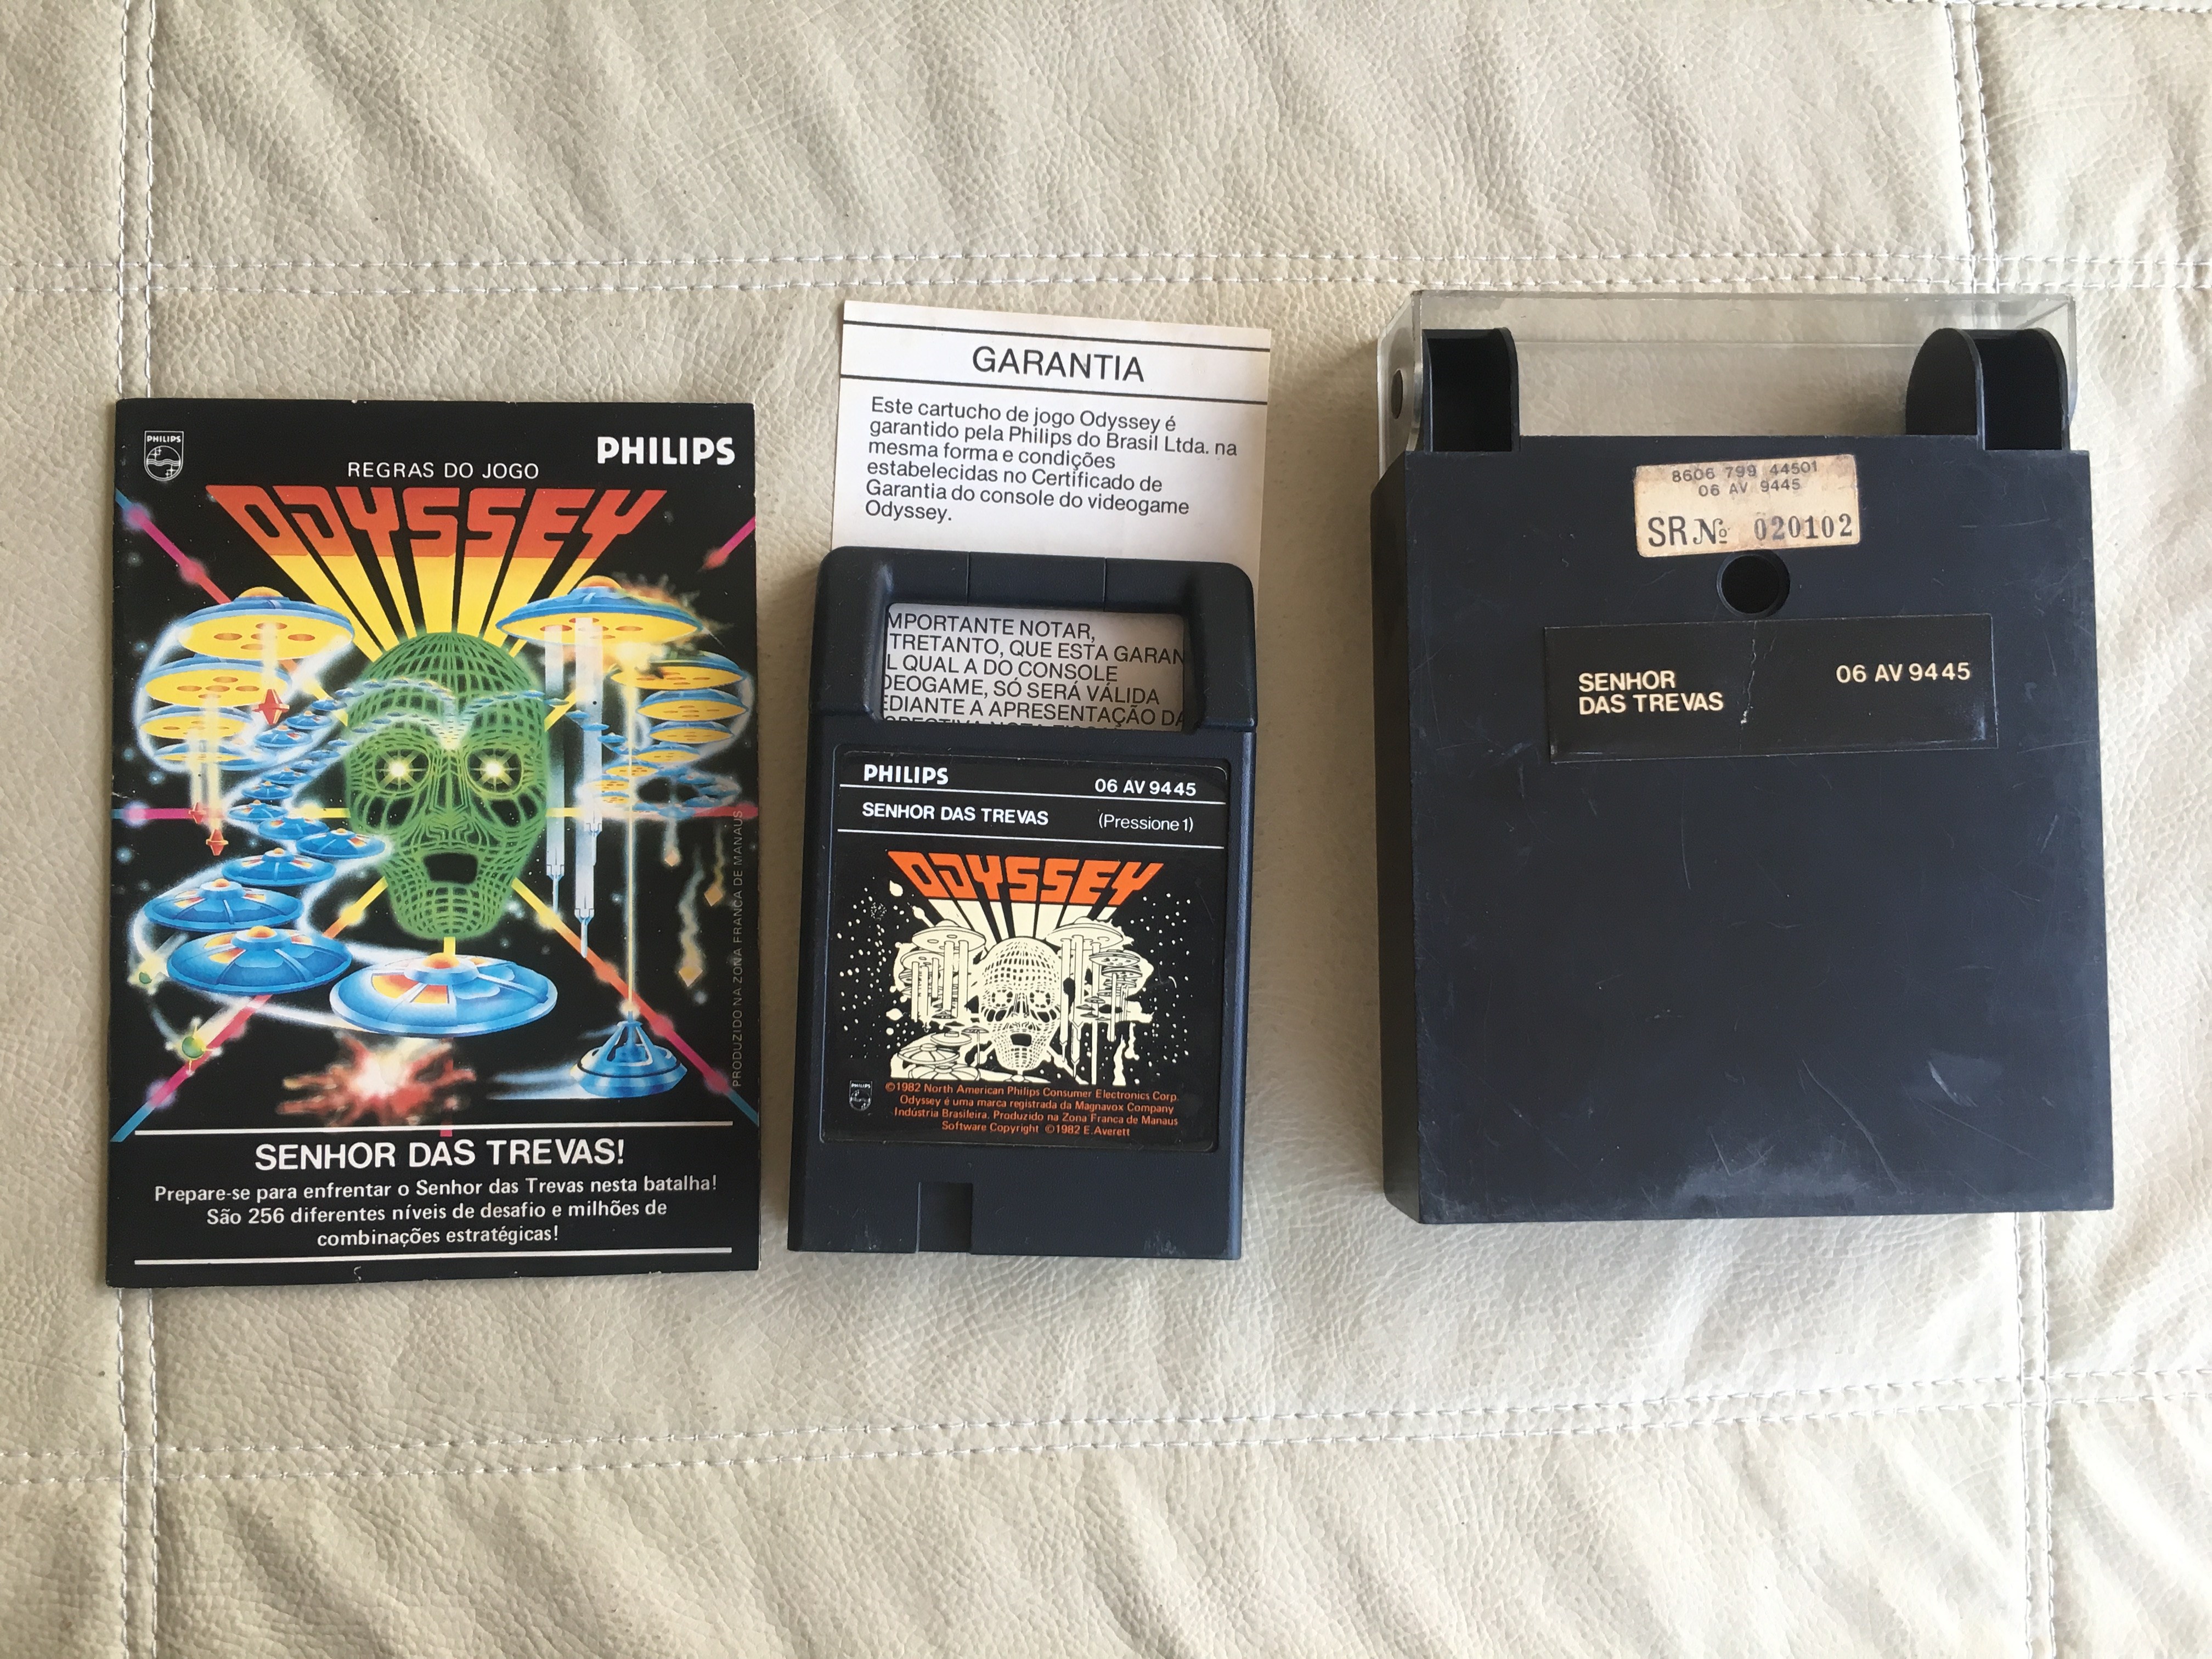 PHILIPS
PHILIPS
REGRAS DO JOGO
ODYSSEY
PRODUZIDO NA ZONA FRANCA DE MANAUS
SENHOR DAS TREVAS!
Prepare-se para enfrentar o Senhor das Trevas nesta batalha!
São 256 diferentes níveis de desafio e milhões de
combinações estratégicas!
GARANTIA
Este cartucho de jogo Odyssey é
garantido pela Philips do Brasil Ltda. na
mesma forma e condições
estabelecidas no Certificado de
Garantia do console do videogame
Odyssey.
MPORTANTE NOTAR,
TRETANTO, QUE ESTA GARAN
L QUAL A DO CONSOLE
DEOGAME, SÓ SERÁ VÁLIDA
EDIANTE A APRESENTAÇÃO DA
PHILIPS
06 AV 9445
SENHOR DAS TREVAS
(Pressione 1)
ODYSSEY
PHILIPS
©1982 North American Philips Consumer Electronics Corp.
Odyssey é uma marca registrada da Magnavox Company
Indústria Brasileira. Produzido na Zona Franca de Manaus
Software Copyright ©1982 E.Averett
8606 799 44501
06 AV 9445
SR Nº 020102
SENHOR
DAS TREVAS
06 AV 9445